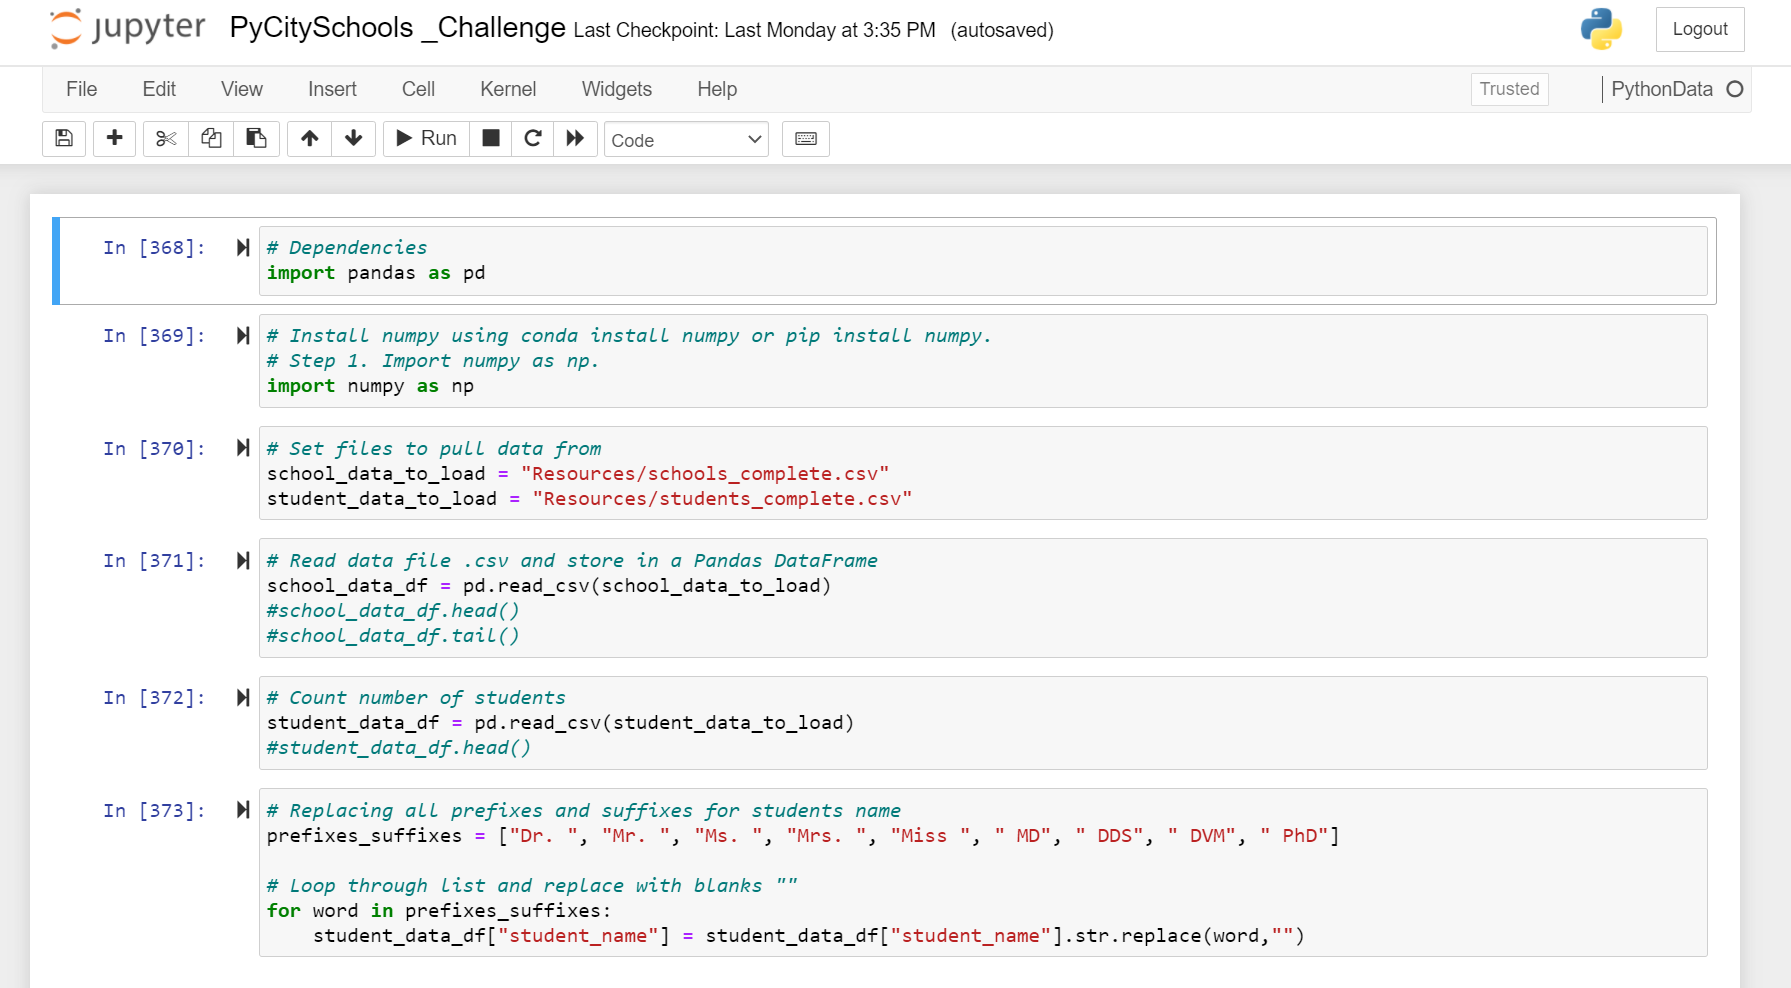 jupyter PyCitySchools _Challenge Last Checkpoint: Last Monday at 3:35 PM (autosaved) Logout
File Edit View Insert Cell Kernel Widgets Help Trusted PythonData
Run Code
In [368]:
# Dependencies
import pandas as pd
In [369]:
# Install numpy using conda install numpy or pip install numpy.
# Step 1. Import numpy as np.
import numpy as np
In [370]:
# Set files to pull data from
school_data_to_load = "Resources/schools_complete.csv"
student_data_to_load = "Resources/students_complete.csv"
In [371]:
# Read data file .csv and store in a Pandas DataFrame
school_data_df = pd.read_csv(school_data_to_load)
#school_data_df.head()
#school_data_df.tail()
In [372]:
# Count number of students
student_data_df = pd.read_csv(student_data_to_load)
#student_data_df.head()
In [373]:
# Replacing all prefixes and suffixes for students name
prefixes_suffixes = ["Dr. ", "Mr. ", "Ms. ", "Mrs. ", "Miss ", " MD", " DDS", " DVM", " PhD"]
# Loop through list and replace with blanks ""
for word in prefixes_suffixes:
    student_data_df["student_name"] = student_data_df["student_name"].str.replace(word,"")